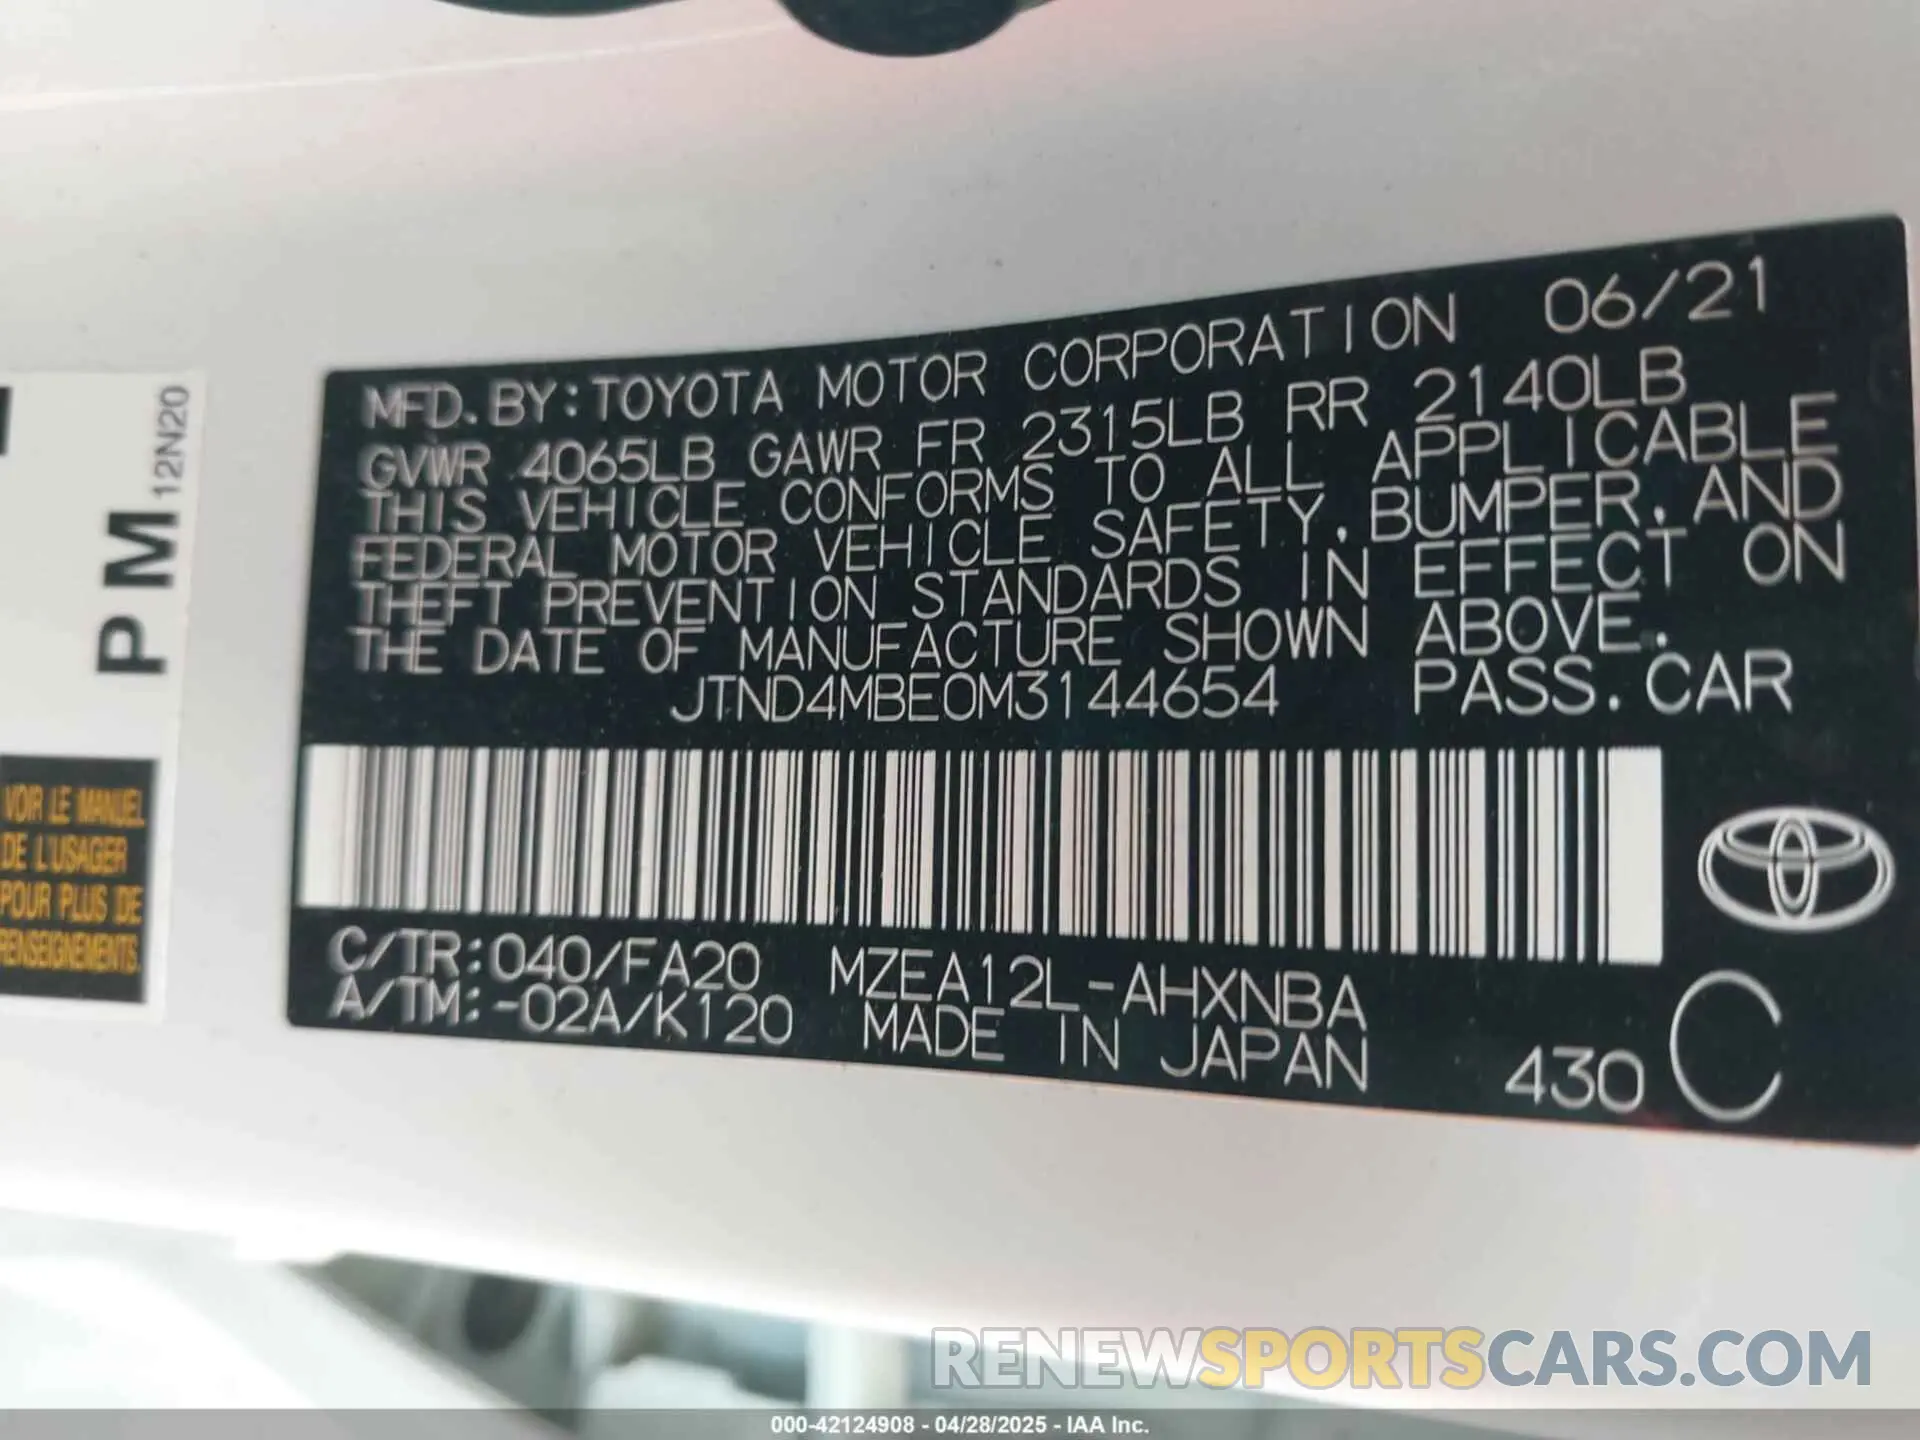 MFD. BY: TOYOTA MOTOR CORPORATION 06/21
GVWR 4065LB GAWR FR 2315LB RR 2140LB
THIS VEHICLE CONFORMS TO ALL APPLICABLE
FEDERAL MOTOR VEHICLE SAFETY, BUMPER, AND
THEFT PREVENTION STANDARDS IN EFFECT ON
THE DATE OF MANUFACTURE SHOWN ABOVE.
JTND4MBE0M3144654 PASS. CAR
C/TR: 040/FA20 MZEA12L-AHXNBA
A/TM: -02A/K120 MADE IN JAPAN 430 C
PM 12N20
VOIR LE MANUEL
DE L'USAGER
POUR PLUS DE
RENSEIGNEMENTS.
RENEWSPORTSCARS.COM
000-42124908 - 04/28/2025 - IAA Inc.